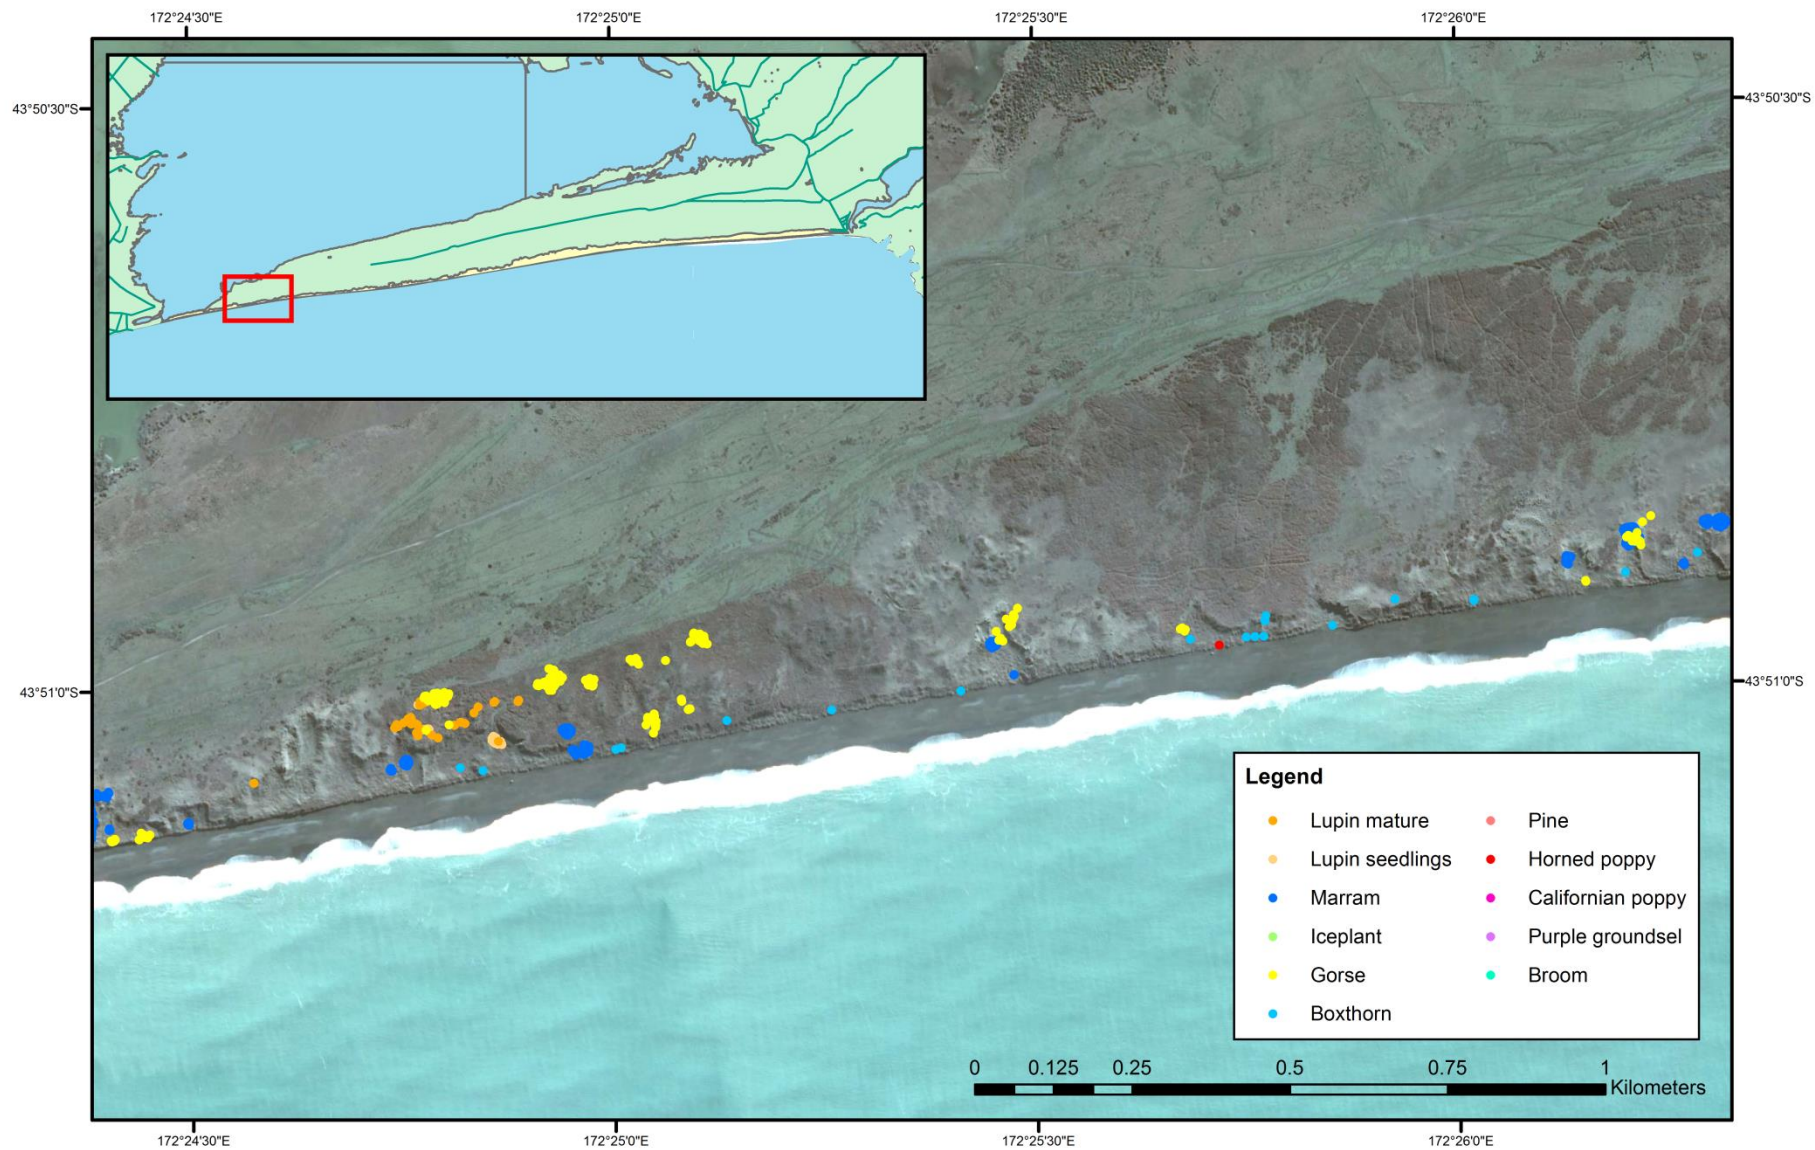 172°24'30"E 172°25'0"E 172°25'30"E 172°26'0"E
43°50'30"S 43°50'30"S
43°51'0"S 43°51'0"S
Legend
Lupin mature Pine
Lupin seedlings Horned poppy
Marram Californian poppy
Iceplant Purple groundsel
Gorse Broom
Boxthorn
0 0.125 0.25 0.5 0.75 1
Kilometers
172°24'30"E 172°25'0"E 172°25'30"E 172°26'0"E